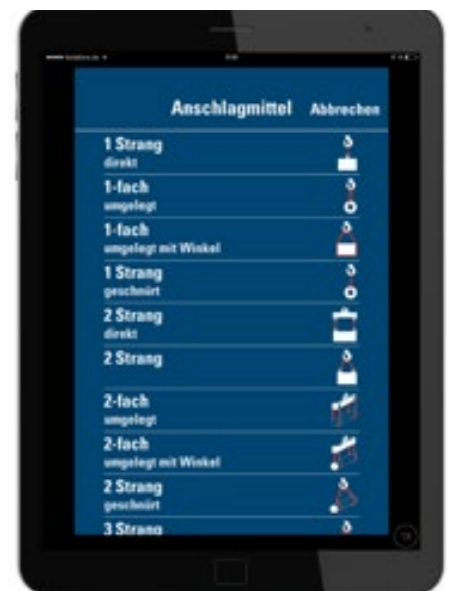 Anschlagmittel Abbrechen
1 Strang
direkt
1-fach
umgelegt
1-fach
umgelegt mit Winkel
1 Strang
geschnürt
2 Strang
direkt
2 Strang
2-fach
umgelegt
2-fach
umgelegt mit Winkel
2 Strang
geschnürt
3 Strang